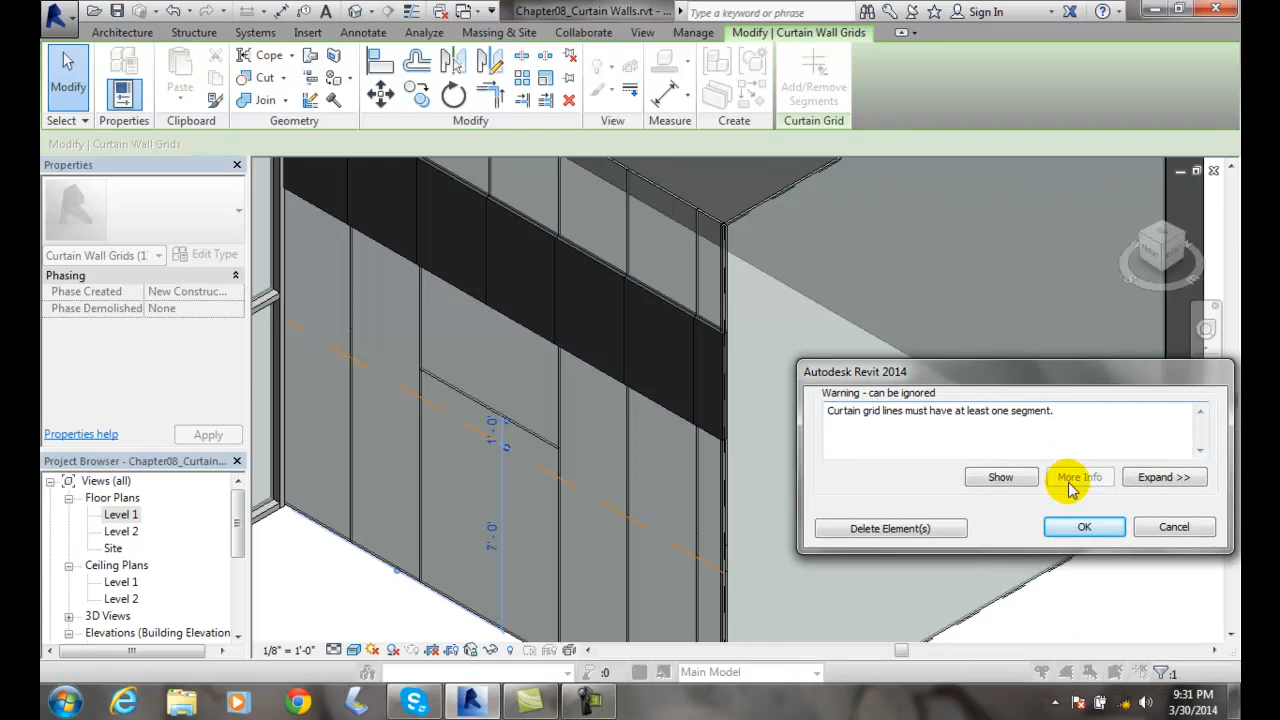 Chapter08_Curtain Walls.rvt - ...
Type a keyword or phrase
Sign In
Architecture
Structure
Systems
Insert
Annotate
Analyze
Massing & Site
Collaborate
View
Manage
Modify | Curtain Wall Grids
Modify
Paste
Cope
Cut
Join
Add/Remove
Segments
Select
Properties
Clipboard
Geometry
Modify
View
Measure
Create
Curtain Grid
Modify | Curtain Wall Grids
Properties
Curtain Wall Grids (1)
Edit Type
Phasing
Phase Created
New Construc...
Phase Demolished
None
Properties help
Apply
Project Browser - Chapter08_Curtain...
Views (all)
Floor Plans
Level 1
Level 2
Site
Ceiling Plans
Level 1
Level 2
3D Views
Elevations (Building Elevation
1' - 0"
7' - 0"
Autodesk Revit 2014
Warning - can be ignored
Curtain grid lines must have at least one segment.
Show
More Info
Expand >>
Delete Element(s)
OK
Cancel
1/8" = 1'-0"
:0
Main Model
:1
9:31 PM
3/30/2014